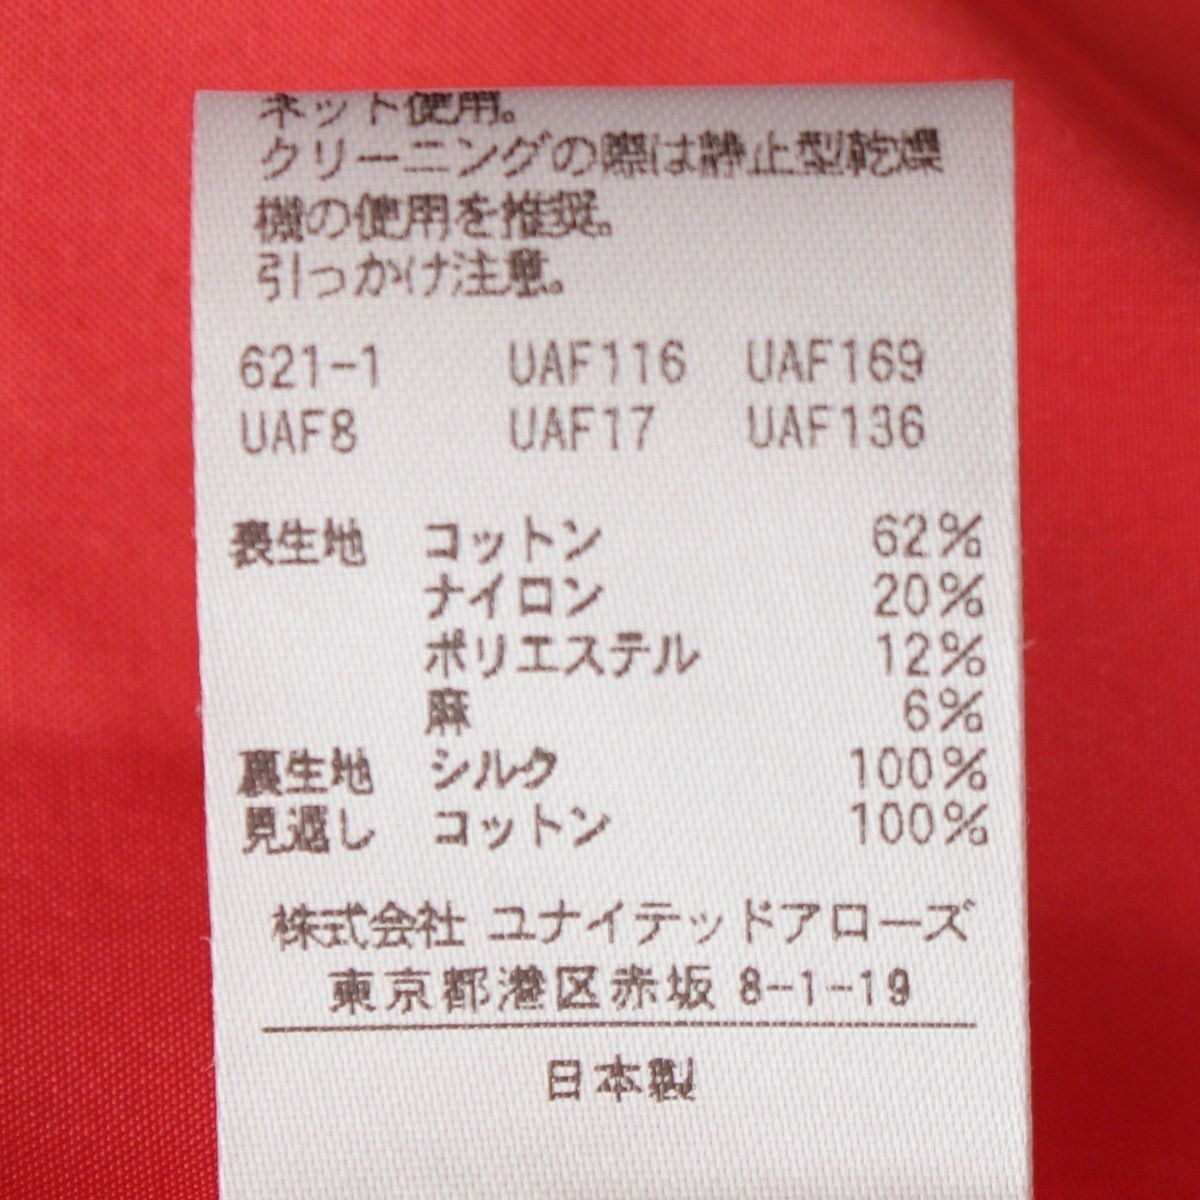 ネット使用。
クリーニングの際は静止型乾燥
機の使用を推奨。
引っかけ注意。
621-1 UAF116 UAF169
UAF8 UAF17 UAF136
表生地 コットン 62%
ナイロン 20%
ポリエステル 12%
麻 6%
裏生地 シルク 100%
見返し コットン 100%
株式会社 ユナイテッドアローズ
東京都港区赤坂 8-1-19
日本製